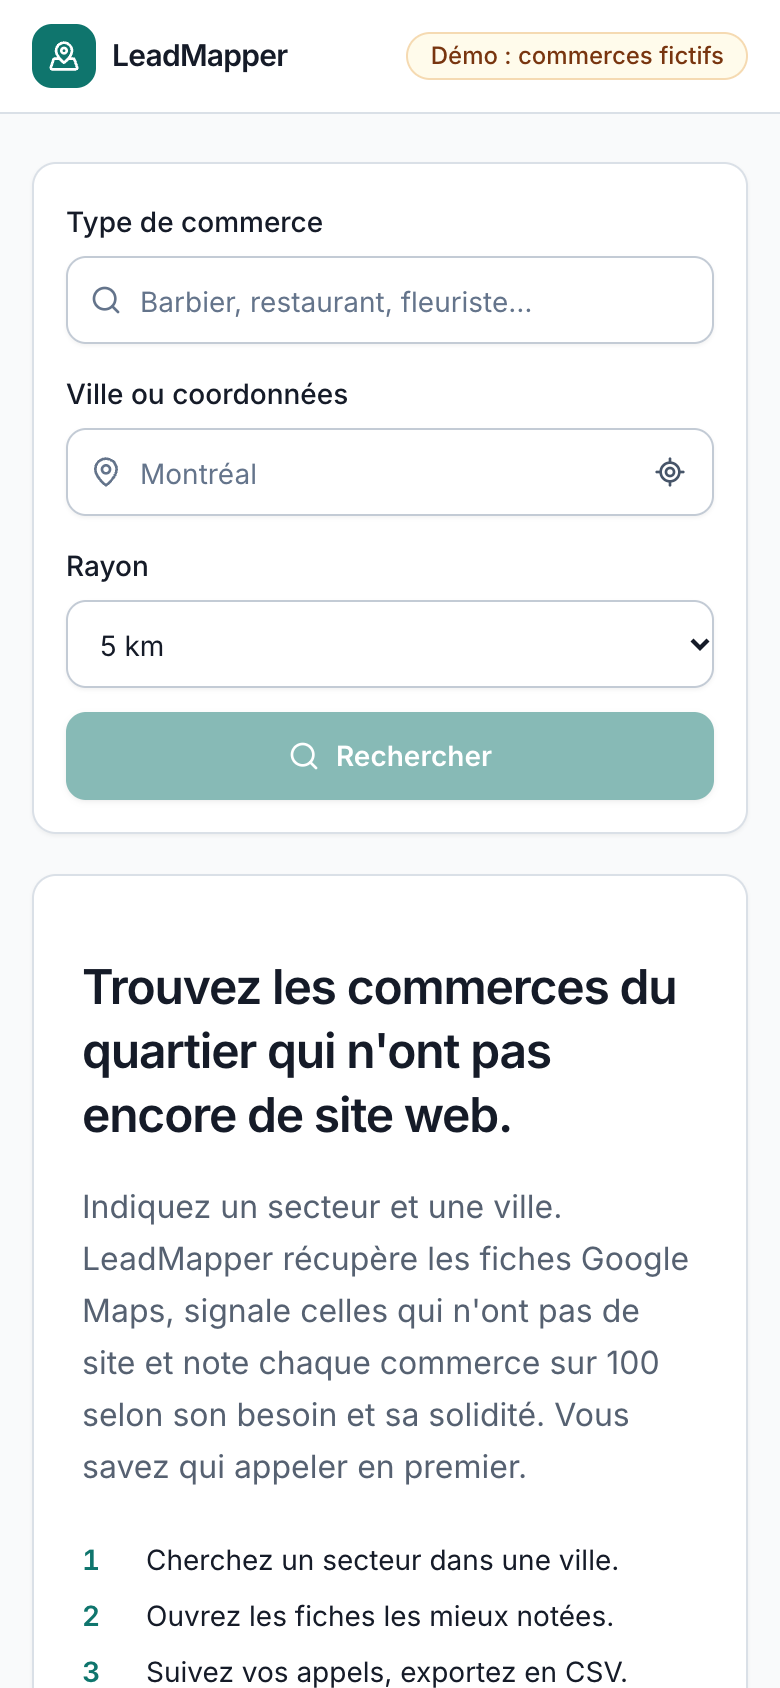 LeadMapper
Démo : commerces fictifs
Type de commerce
Barbier, restaurant, fleuriste...
Ville ou coordonnées
Montréal
Rayon
5 km
Rechercher
Trouvez les commerces du
quartier qui n'ont pas
encore de site web.
Indiquez un secteur et une ville.
LeadMapper récupère les fiches Google
Maps, signale celles qui n'ont pas de
site et note chaque commerce sur 100
selon son besoin et sa solidité. Vous
savez qui appeler en premier.
1 Cherchez un secteur dans une ville.
2 Ouvrez les fiches les mieux notées.
3 Suivez vos appels, exportez en CSV.